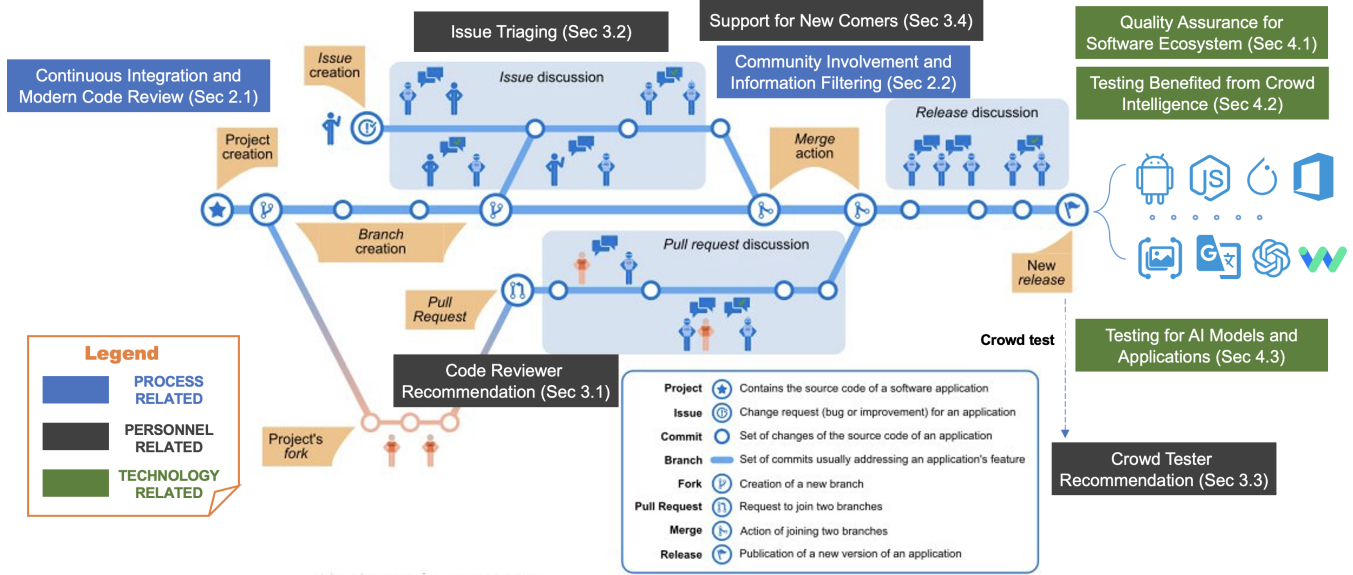 Continuous Integration and
Modern Code Review (Sec 2.1)
Issue Triaging (Sec 3.2)
Support for New Comers (Sec 3.4)
Community Involvement and
Information Filtering (Sec 2.2)
Quality Assurance for
Software Ecosystem (Sec 4.1)
Testing Benefited from Crowd
Intelligence (Sec 4.2)
Issue
creation
Issue discussion
Project
creation
Merge
action
Release discussion
JS
Branch
creation
Pull request discussion
G
New
release
Pull
Request
Crowd test
Testing for AI Models and
Applications (Sec 4.3)
Code Reviewer
Recommendation (Sec 3.1)
Project's
fork
Crowd Tester
Recommendation (Sec 3.3)
Legend
PROCESS
RELATED
PERSONNEL
RELATED
TECHNOLOGY
RELATED
Project Contains the source code of a software application
Issue Change request (bug or improvement) for an application
Commit Set of changes of the source code of an application
Branch Set of commits usually addressing an application's feature
Fork Creation of a new branch
Pull Request Request to join two branches
Merge Action of joining two branches
Release Publication of a new version of an application